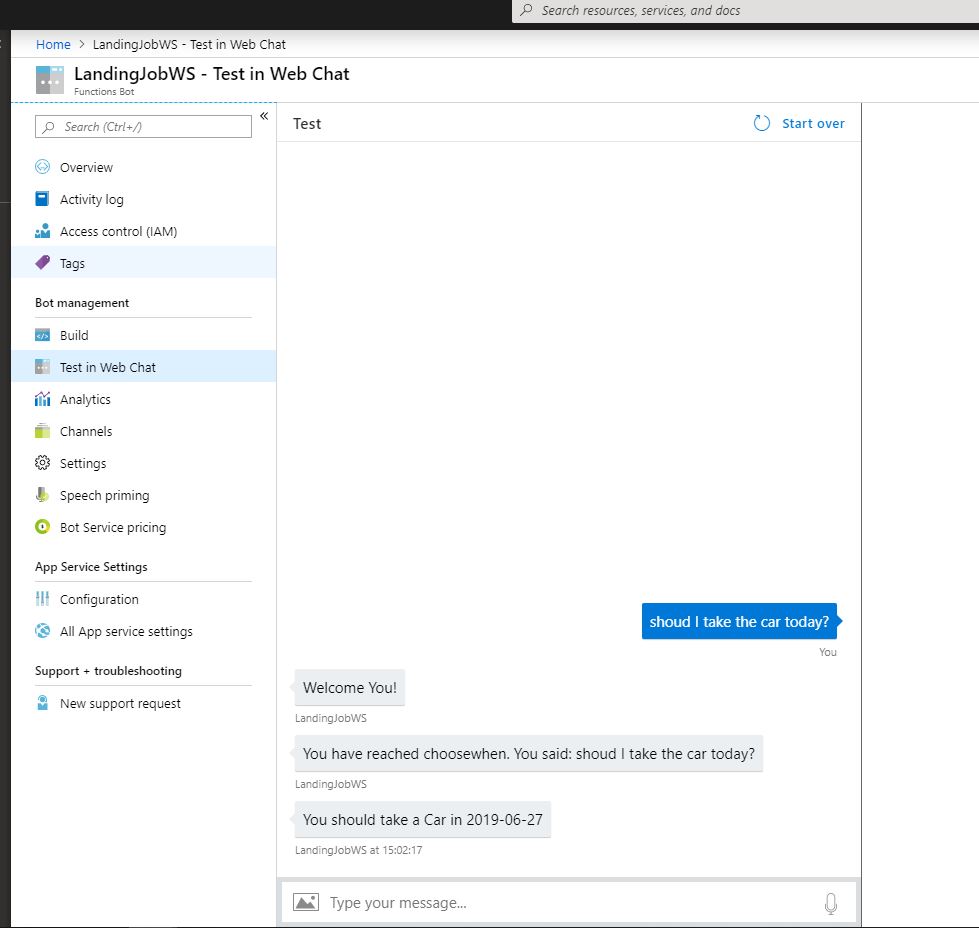 Search resources, services, and docs
Home > LandingJobWS - Test in Web Chat
LandingJobWS - Test in Web Chat
Functions Bot
Search (Ctrl+/)
«
Test
Start over
Overview
Activity log
Access control (IAM)
Tags
Bot management
Build
Test in Web Chat
Analytics
Channels
Settings
Speech priming
Bot Service pricing
App Service Settings
Configuration
All App service settings
Support + troubleshooting
New support request
shoud I take the car today?
You
Welcome You!
LandingJobWS
You have reached choosewhen. You said: shoud I take the car today?
LandingJobWS
You should take a Car in 2019-06-27
LandingJobWS at 15:02:17
Type your message...